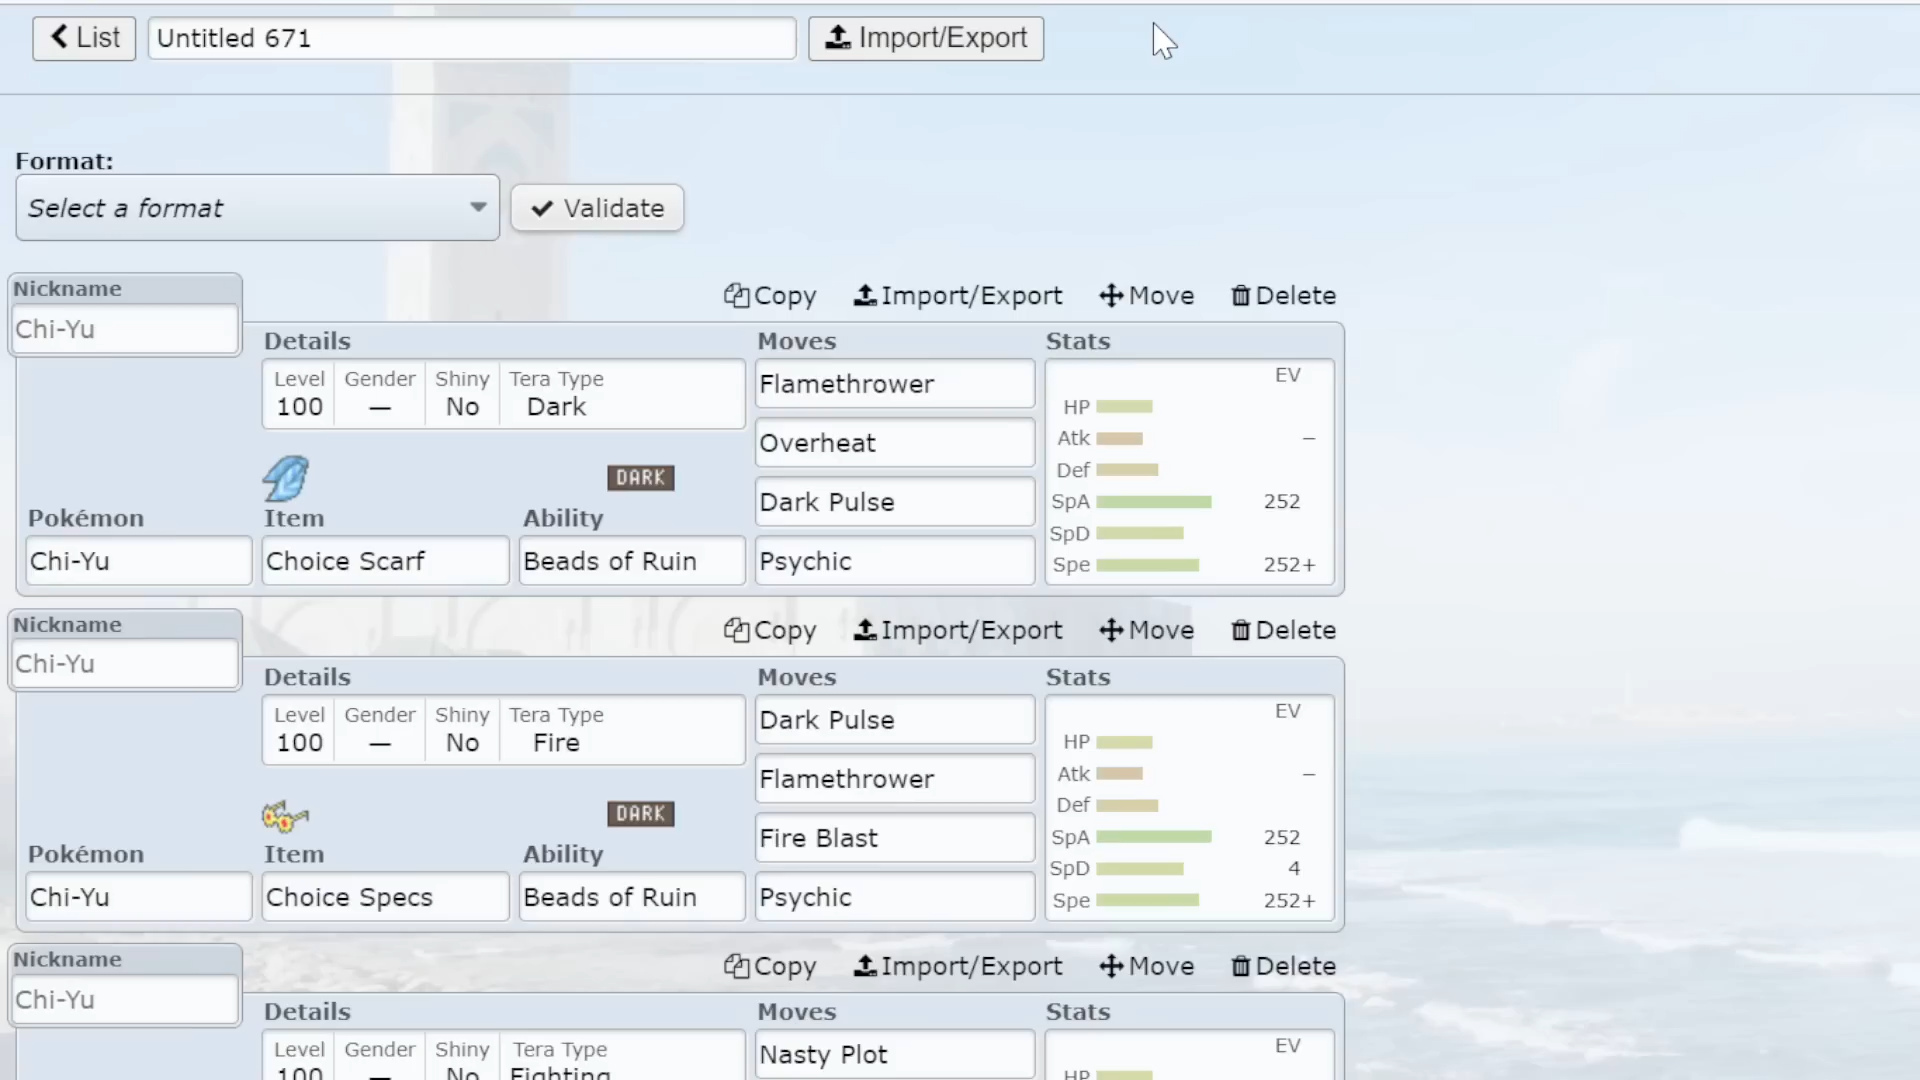 List
Untitled 671
Import/Export
Format:
Select a format
Validate
Nickname
Chi-Yu
Copy Import/Export Move Delete
Details
Level Gender Shiny Tera Type
100 — No Dark
DARK
Pokémon Item Ability
Chi-Yu Choice Scarf Beads of Ruin
Moves
Flamethrower
Overheat
Dark Pulse
Psychic
Stats
EV
HP
Atk –
Def
SpA 252
SpD
Spe 252+
Nickname
Chi-Yu
Copy Import/Export Move Delete
Details
Level Gender Shiny Tera Type
100 — No Fire
DARK
Pokémon Item Ability
Chi-Yu Choice Specs Beads of Ruin
Moves
Dark Pulse
Flamethrower
Fire Blast
Psychic
Stats
EV
HP
Atk –
Def
SpA 252
SpD 4
Spe 252+
Nickname
Chi-Yu
Copy Import/Export Move Delete
Details
Level Gender Shiny Tera Type
100 — No Fighting
Moves
Nasty Plot
Stats
EV
HP